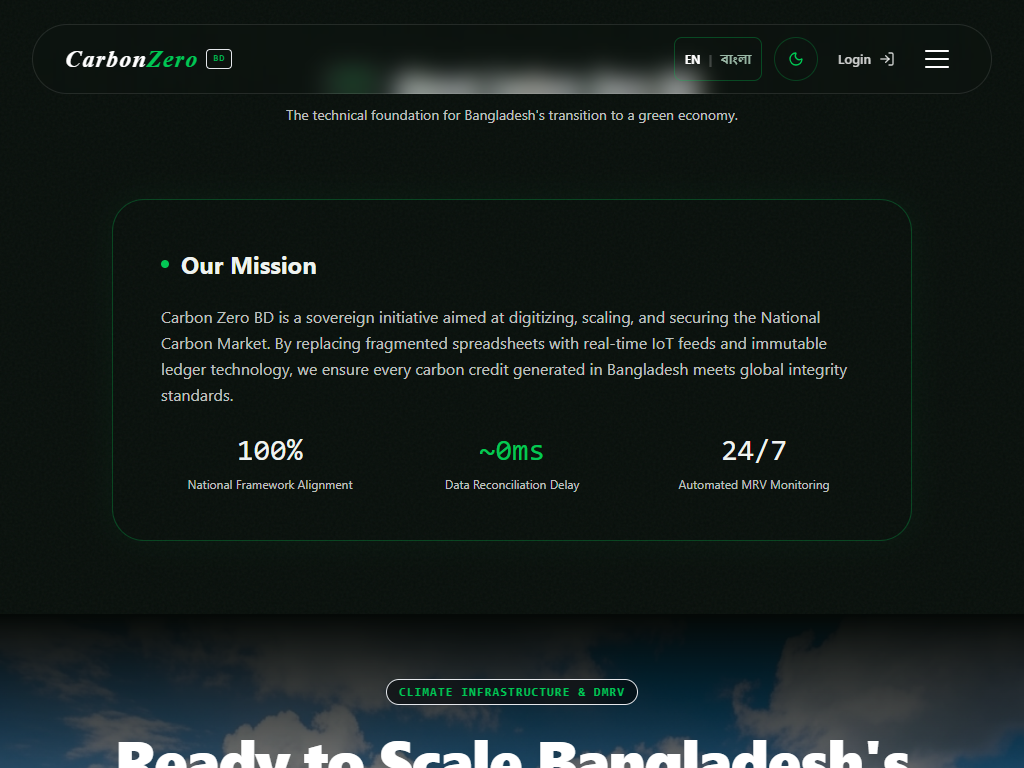 CarbonZero BD
EN | বাংলা
Login
The technical foundation for Bangladesh's transition to a green economy.
Our Mission
Carbon Zero BD is a sovereign initiative aimed at digitizing, scaling, and securing the National
Carbon Market. By replacing fragmented spreadsheets with real-time IoT feeds and immutable
ledger technology, we ensure every carbon credit generated in Bangladesh meets global integrity
standards.
100%
National Framework Alignment
~0ms
Data Reconciliation Delay
24/7
Automated MRV Monitoring
CLIMATE INFRASTRUCTURE & DMRV
Ready to Scale Bangladesh's